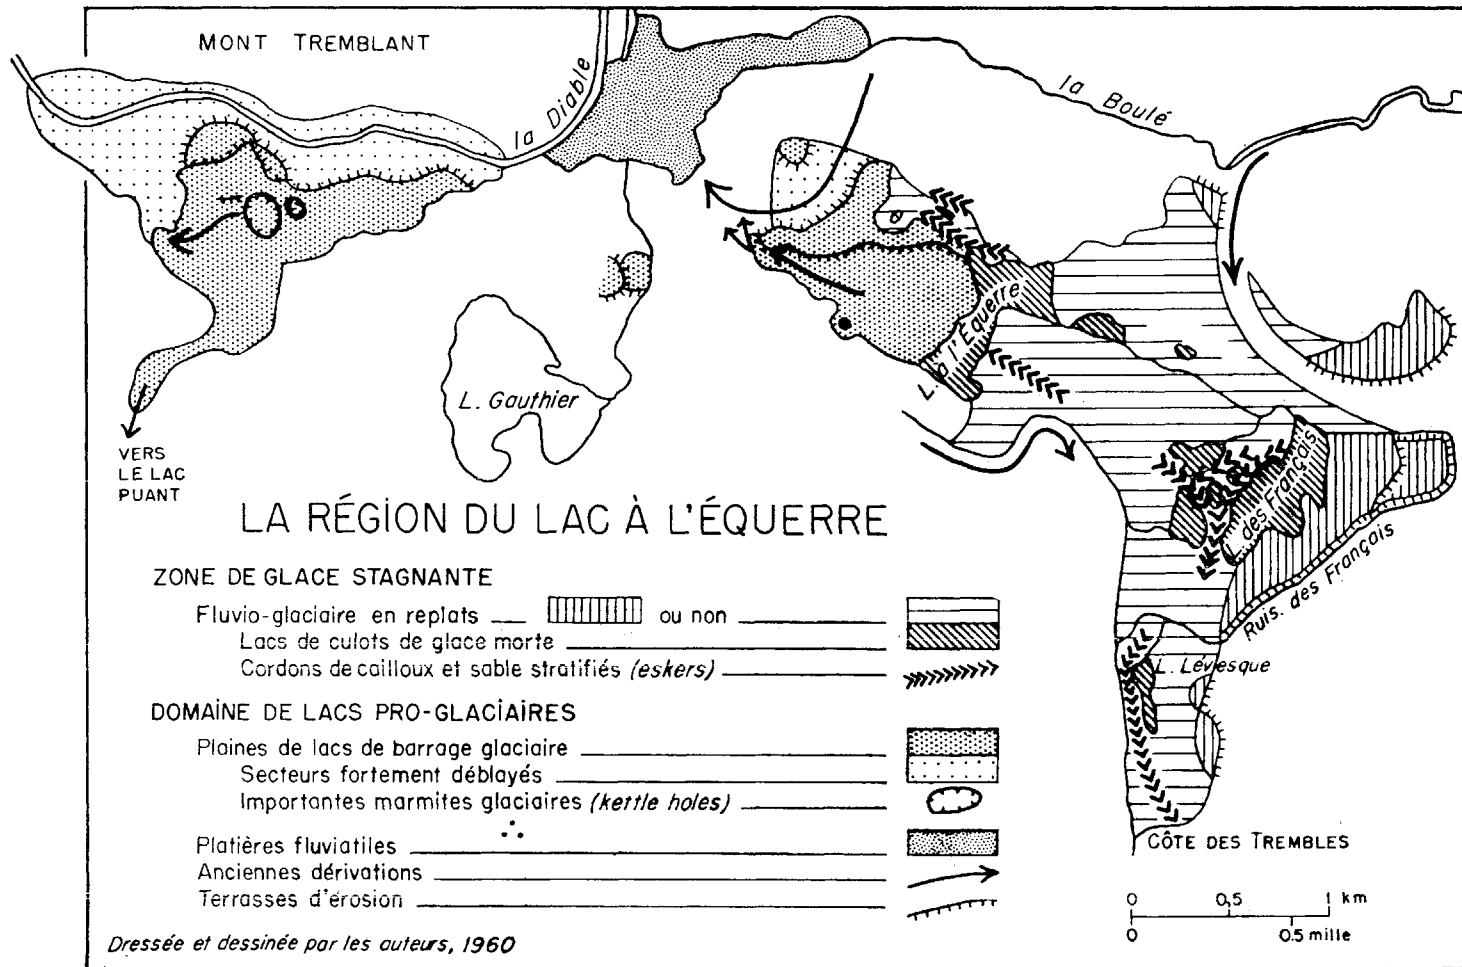 MONT TREMBLANT
la Diable
la Boulé
L. à l'Équerre
L. Gauthier
VERS
LE LAC
PUANT
L. des Français
Ruis. des Français
L. Lévesque
CÔTE DES TREMBLES
LA RÉGION DU LAC À L'ÉQUERRE
ZONE DE GLACE STAGNANTE
Fluvio-glaciaire en replats ou non
Lacs de culots de glace morte
Cordons de cailloux et sable stratifiés (eskers)
DOMAINE DE LACS PRO-GLACIAIRES
Plaines de lacs de barrage glaciaire
Secteurs fortement déblayés
Importantes marmites glaciaires (kettle holes)
Platières fluviatiles
Anciennes dérivations
Terrasses d'érosion
0 0,5 1 km
0 0.5 mille
Dressée et dessinée par les auteurs, 1960